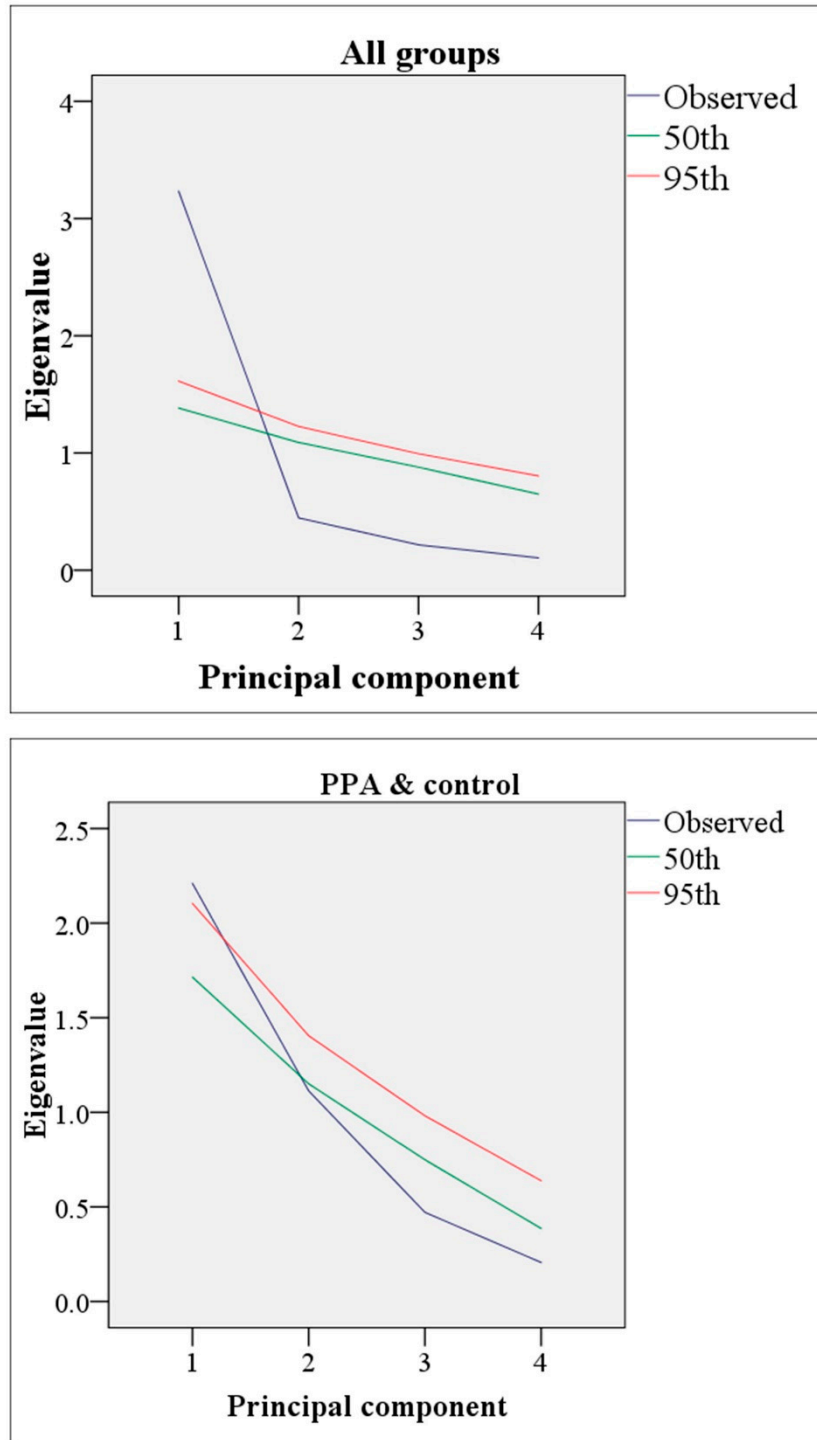 All groups
Observed
50th
95th
4
3
2
1
0
Eigenvalue
1
2
3
4
Principal component
PPA & control
Observed
50th
95th
2.5
2.0
1.5
1.0
0.5
0.0
Eigenvalue
1
2
3
4
Principal component